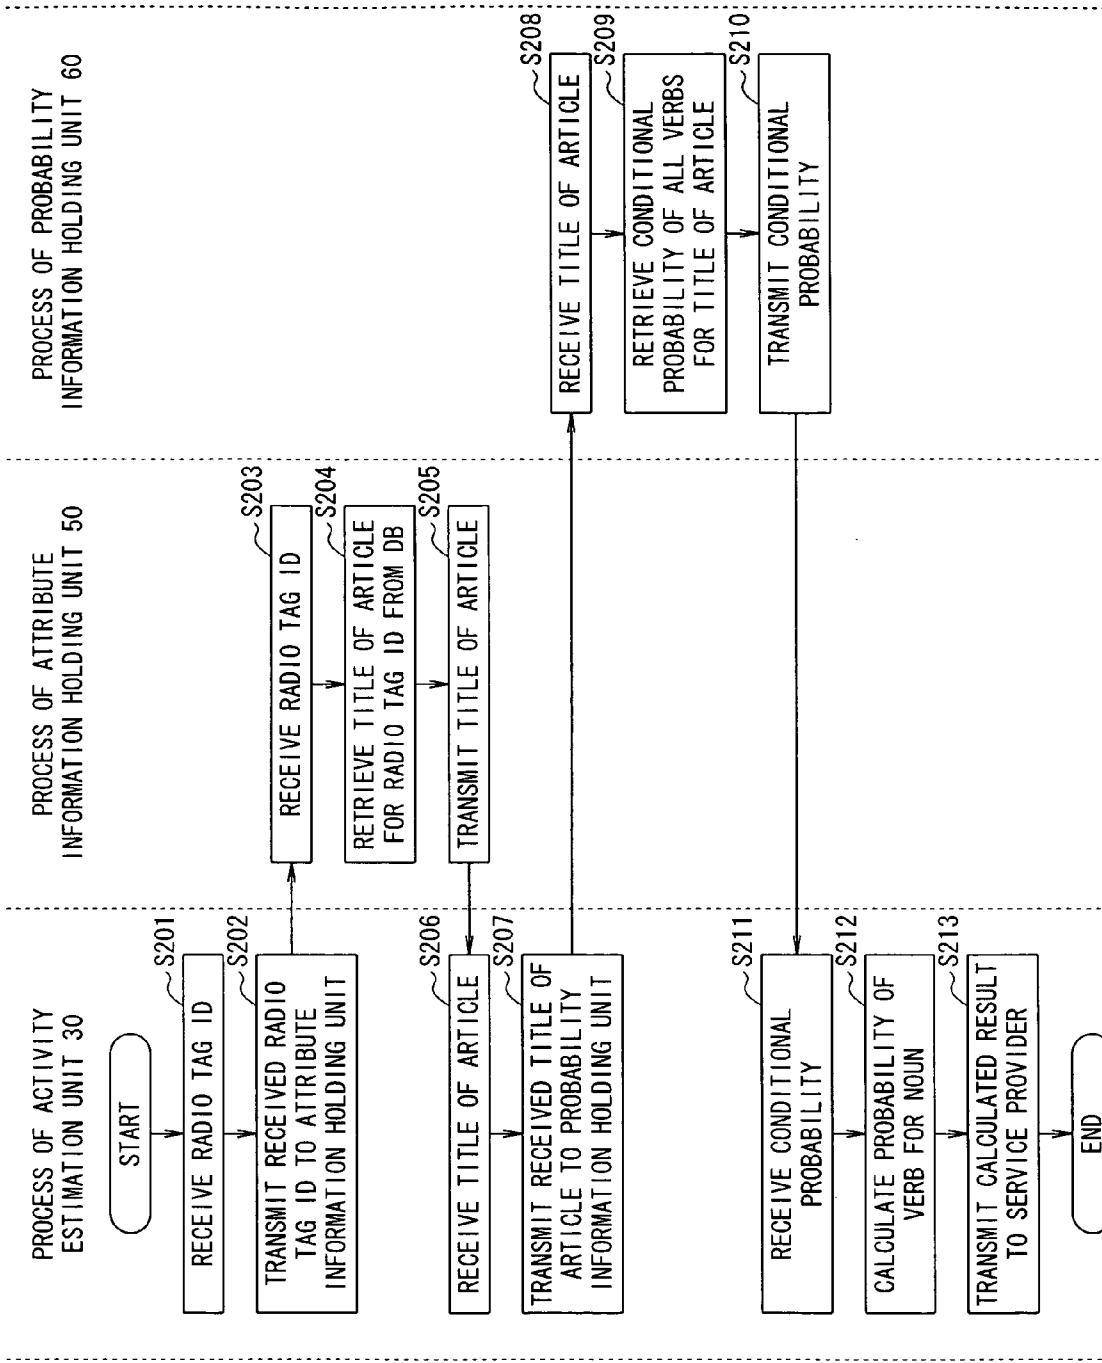 PROCESS OF ACTIVITY
ESTIMATION UNIT 30
START
S201
RECEIVE RADIO TAG ID
S202
TRANSMIT RECEIVED RADIO
TAG ID TO ATTRIBUTE
INFORMATION HOLDING UNIT
S206
RECEIVE TITLE OF ARTICLE
S207
TRANSMIT RECEIVED TITLE OF
ARTICLE TO PROBABILITY
INFORMATION HOLDING UNIT
S211
RECEIVE CONDITIONAL
PROBABILITY
S212
CALCULATE PROBABILITY OF
VERB FOR NOUN
S213
TRANSMIT CALCULATED RESULT
TO SERVICE PROVIDER
END
PROCESS OF ATTRIBUTE
INFORMATION HOLDING UNIT 50
S203
RECEIVE RADIO TAG ID
S204
RETRIEVE TITLE OF ARTICLE
FOR RADIO TAG ID FROM DB
S205
TRANSMIT TITLE OF ARTICLE
PROCESS OF PROBABILITY
INFORMATION HOLDING UNIT 60
S208
RECEIVE TITLE OF ARTICLE
S209
RETRIEVE CONDITIONAL
PROBABILITY OF ALL VERBS
FOR TITLE OF ARTICLE
S210
TRANSMIT CONDITIONAL
PROBABILITY